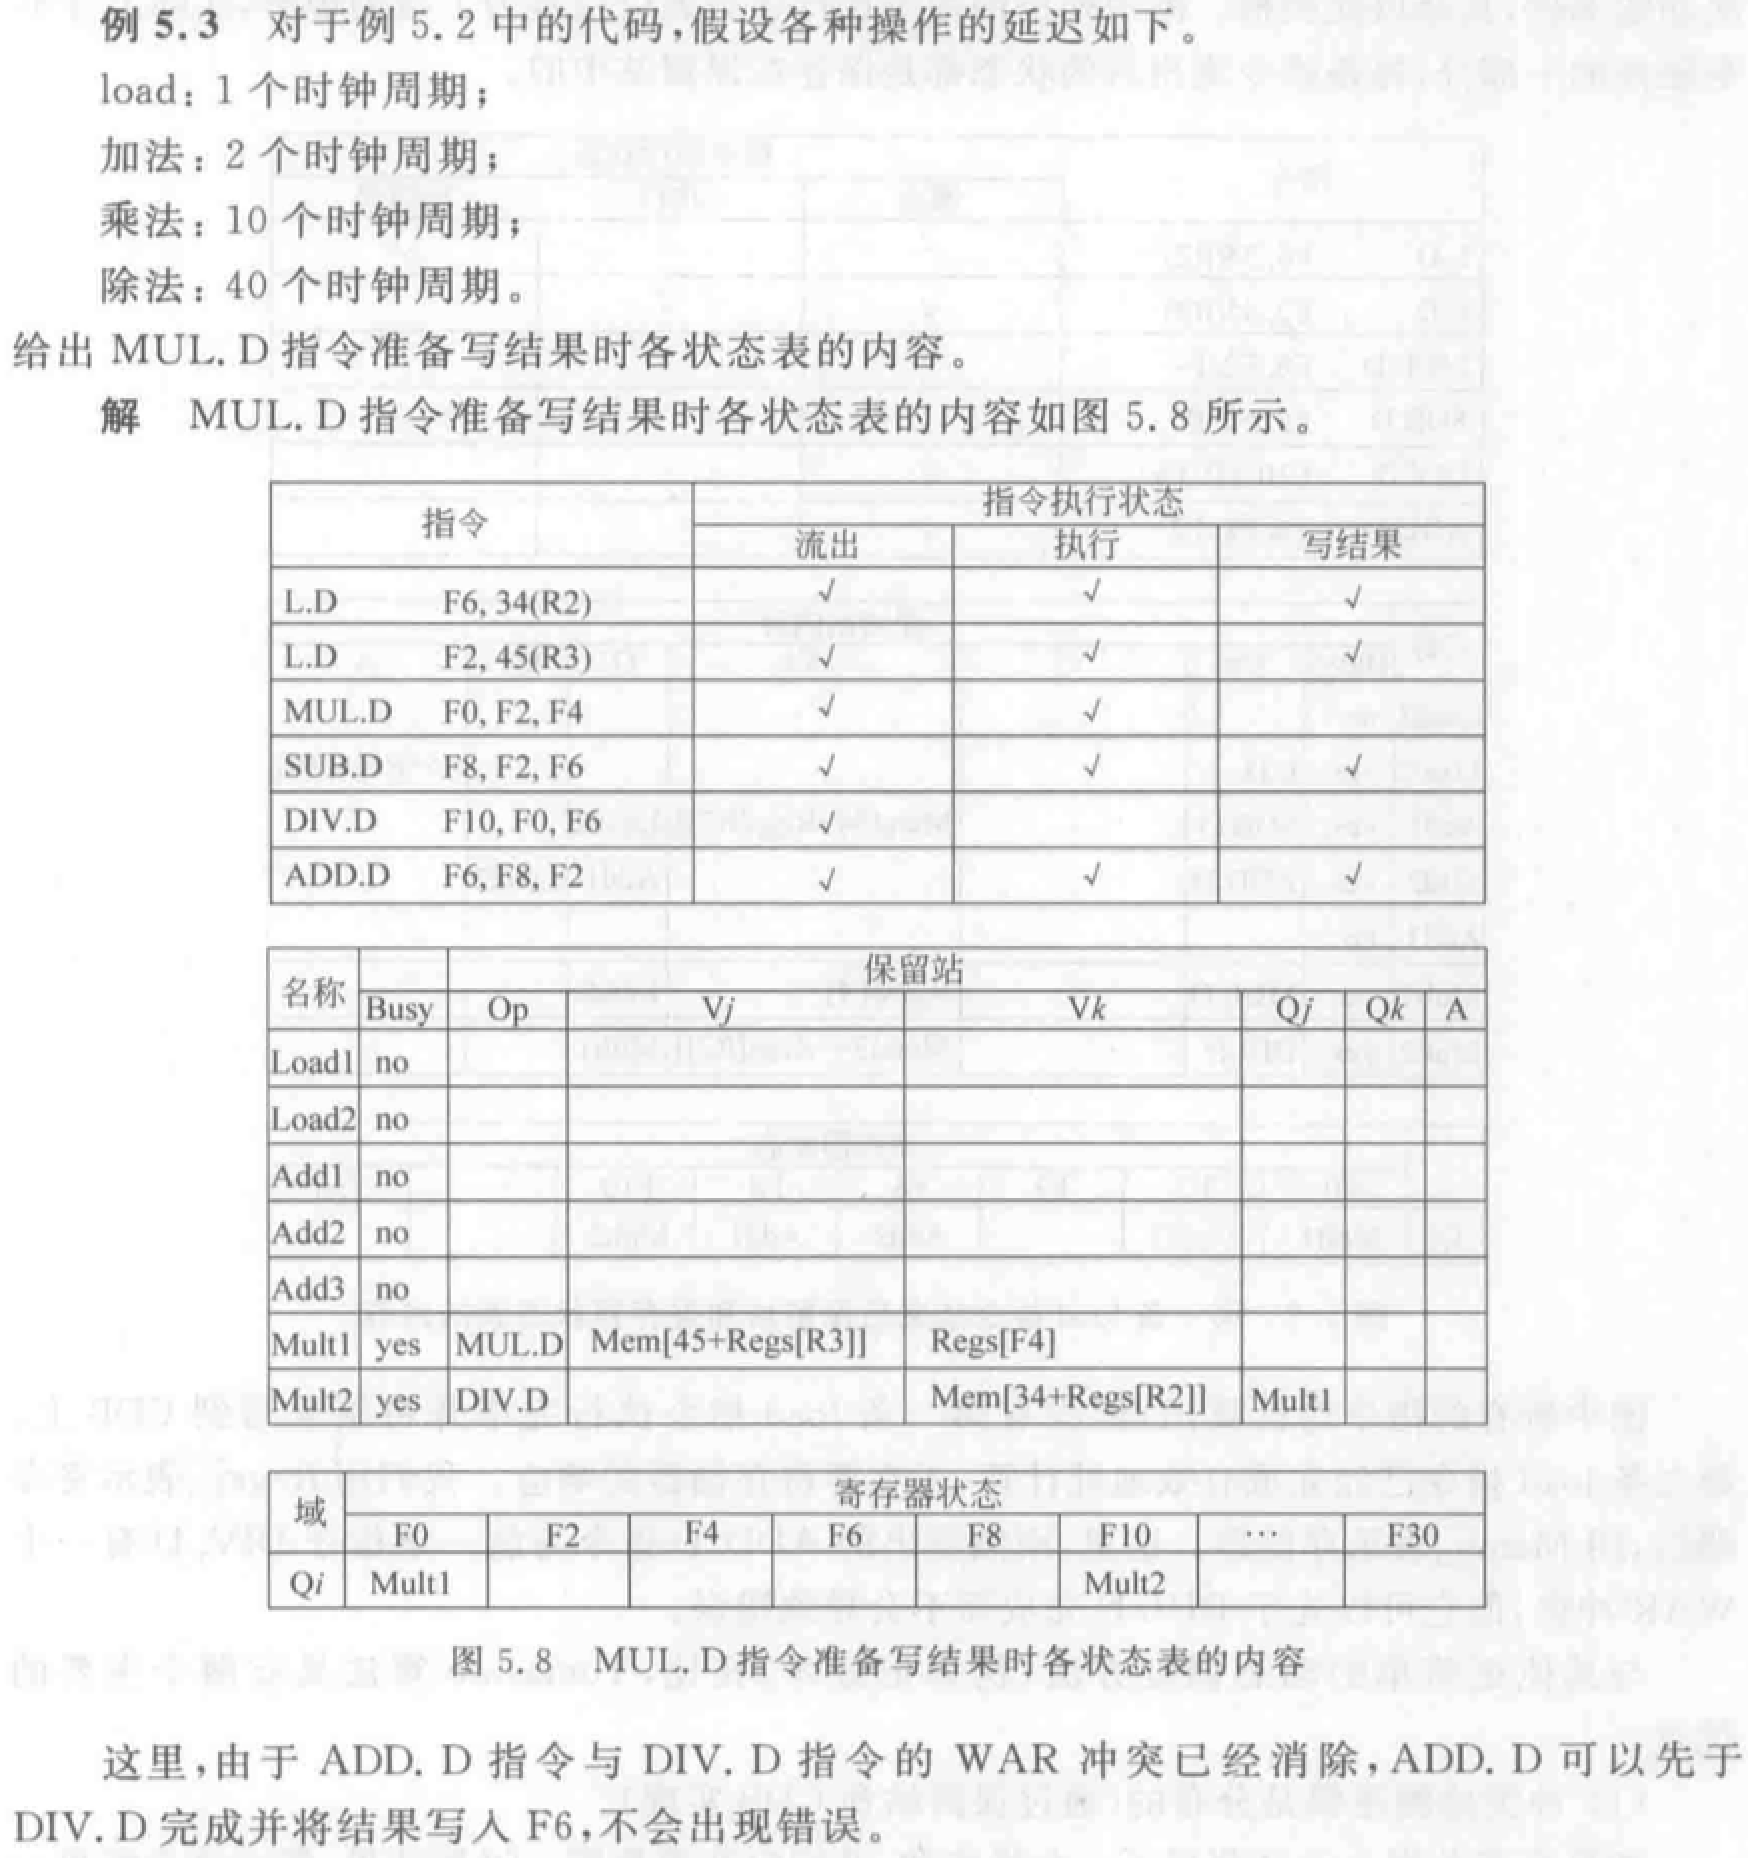 例 5.3 对于例 5.2 中的代码,假设各种操作的延迟如下。
load: 1 个时钟周期;
加法: 2 个时钟周期;
乘法: 10 个时钟周期;
除法: 40 个时钟周期。
给出 MUL.D 指令准备写结果时各状态表的内容。
解 MUL.D 指令准备写结果时各状态表的内容如图 5.8 所示。
指令 指令执行状态
流出 执行 写结果
L.D F6, 34(R2) √ √ √
L.D F2, 45(R3) √ √ √
MUL.D F0, F2, F4 √ √
SUB.D F8, F2, F6 √ √ √
DIV.D F10, F0, F6 √
ADD.D F6, F8, F2 √ √ √
名称 保留站
Busy Op Vj Vk Qj Qk A
Load1 no
Load2 no
Add1 no
Add2 no
Add3 no
Mult1 yes MUL.D Mem[45+Regs[R3]] Regs[F4]
Mult2 yes DIV.D Mem[34+Regs[R2]] Mult1
域 寄存器状态
F0 F2 F4 F6 F8 F10 … F30
Qi Mult1 Mult2
图 5.8 MUL.D 指令准备写结果时各状态表的内容
这里,由于 ADD.D 指令与 DIV.D 指令的 WAR 冲突已经消除,ADD.D 可以先于
DIV.D 完成并将结果写入 F6,不会出现错误。